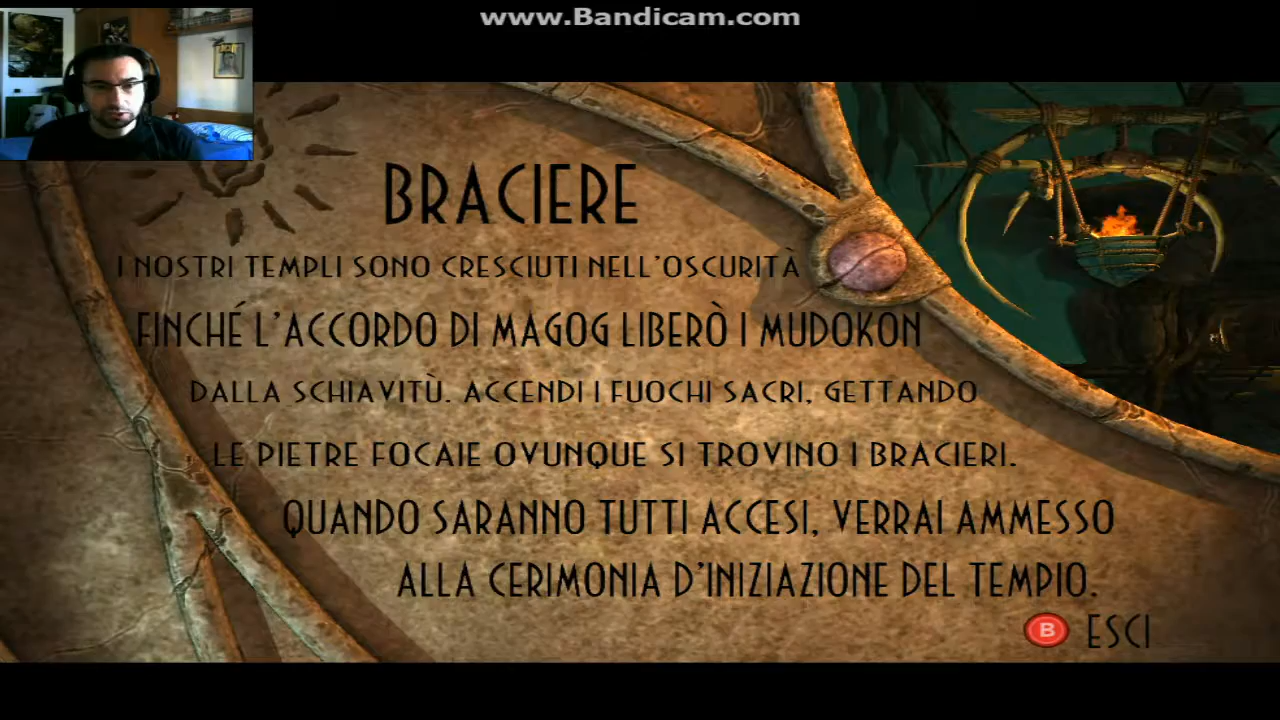 www.Bandicam.com
BRACIERE
I NOSTRI TEMPLI SONO CRESCIUTI NELL'OSCURITÀ
FINCHÉ L'ACCORDO DI MAGOG LIBERÒ I MUDOKON
DALLA SCHIAVITÙ. ACCENDI I FUOCHI SACRI, GETTANDO
LE PIETRE FOCAIE OVUNQUE SI TROVINO I BRACIERI.
QUANDO SARANNO TUTTI ACCESI, VERRAI AMMESSO
ALLA CERIMONIA D'INIZIAZIONE DEL TEMPIO.
B ESCI